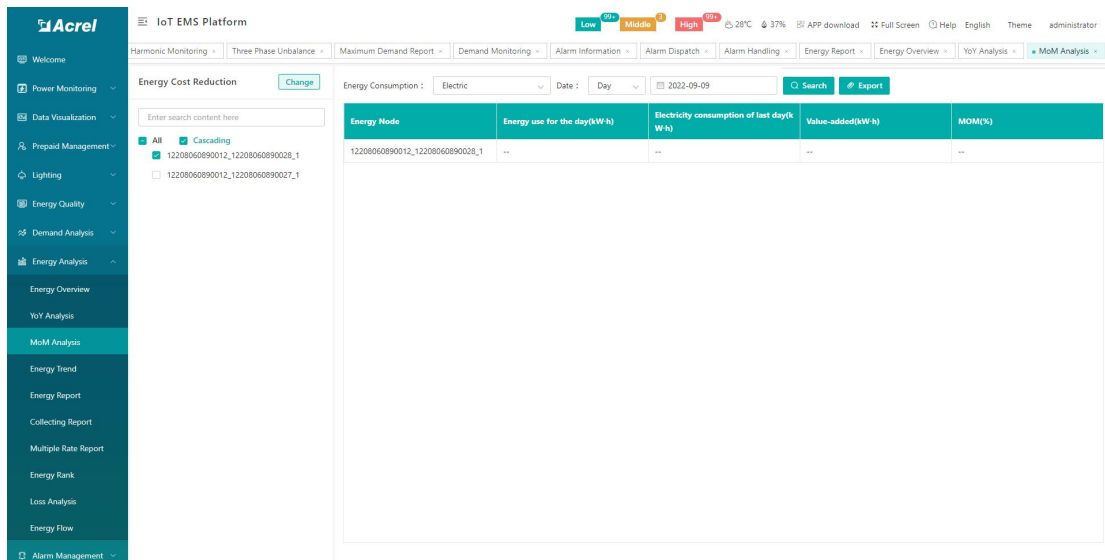 Acrel
IoT EMS Platform
Low 99+ Middle 3 High 99+ 28°C 37% APP download Full Screen Help English Theme administrator
Harmonic Monitoring × Three Phase Unbalance × Maximum Demand Report × Demand Monitoring × Alarm Information × Alarm Dispatch × Alarm Handling × Energy Report × Energy Overview × YoY Analysis × MoM Analysis ×
Welcome
Power Monitoring
Data Visualization
Prepaid Management
Lighting
Energy Quality
Demand Analysis
Energy Analysis
Energy Overview
YoY Analysis
MoM Analysis
Energy Trend
Energy Report
Collecting Report
Multiple Rate Report
Energy Rank
Loss Analysis
Energy Flow
Alarm Management
Energy Cost Reduction Change
Enter search content here
All Cascading
12208060890012_12208060890028_1
12208060890012_12208060890027_1
Energy Consumption : Electric Date : Day 2022-09-09 Search Export
Energy Node Energy use for the day(kW·h) Electricity consumption of last day(k
W·h) Value-added(kW·h) MOM(%)
12208060890012_12208060890028_1 -- -- -- --